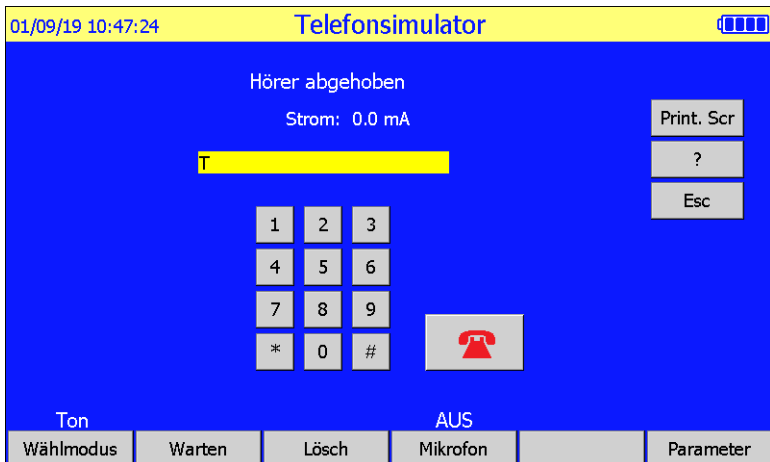 01/09/19 10:47:24 Telefonsimulator
Hörer abgehoben
Strom: 0.0 mA
Print. Scr
T
?
Esc
1 2 3
4 5 6
7 8 9
* 0 #
Ton AUS
Wählmodus Warten Lösch Mikrofon Parameter